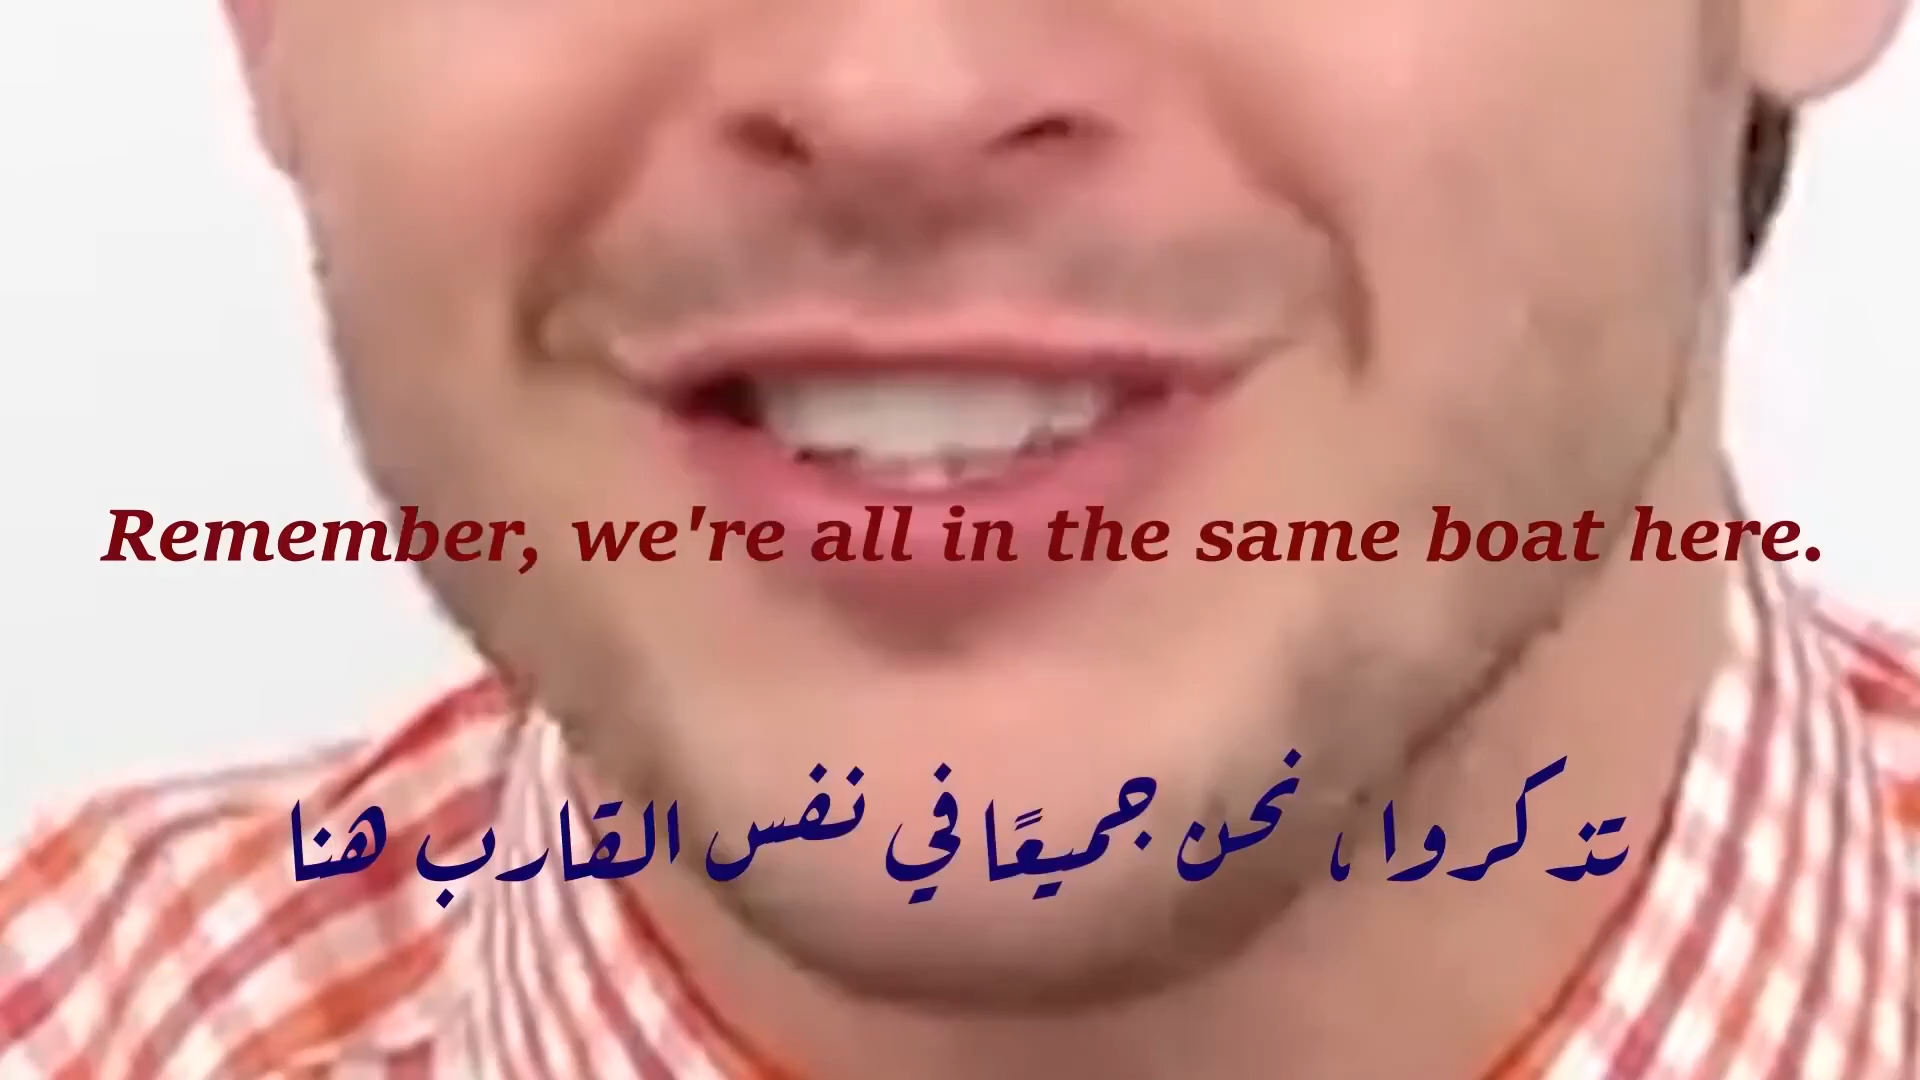 Remember, we're all in the same boat here.
تذكروا، نحن جميعًا في نفس القارب هنا